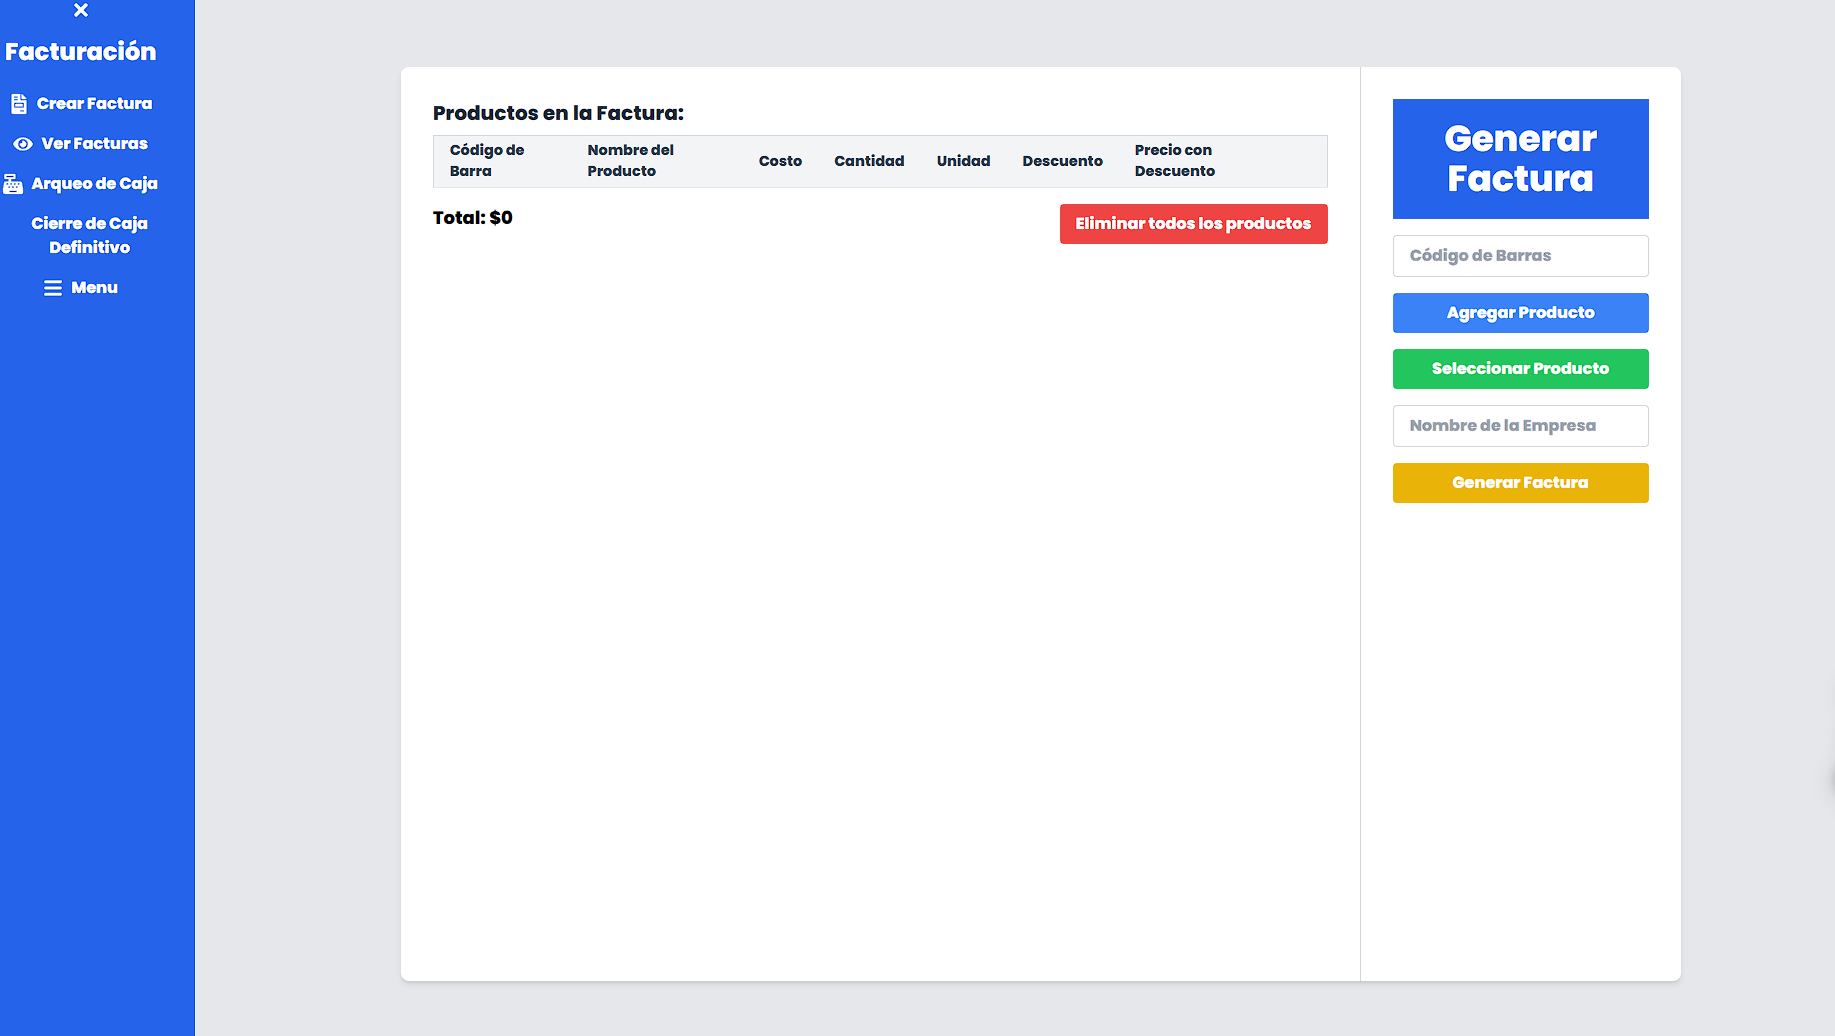 Facturación
Crear Factura
Ver Facturas
Arqueo de Caja
Cierre de Caja
Definitivo
Menu
Productos en la Factura:
Código de Barra
Nombre del Producto
Costo
Cantidad
Unidad
Descuento
Precio con Descuento
Total: $0
Eliminar todos los productos
Generar
Factura
Código de Barras
Agregar Producto
Seleccionar Producto
Nombre de la Empresa
Generar Factura